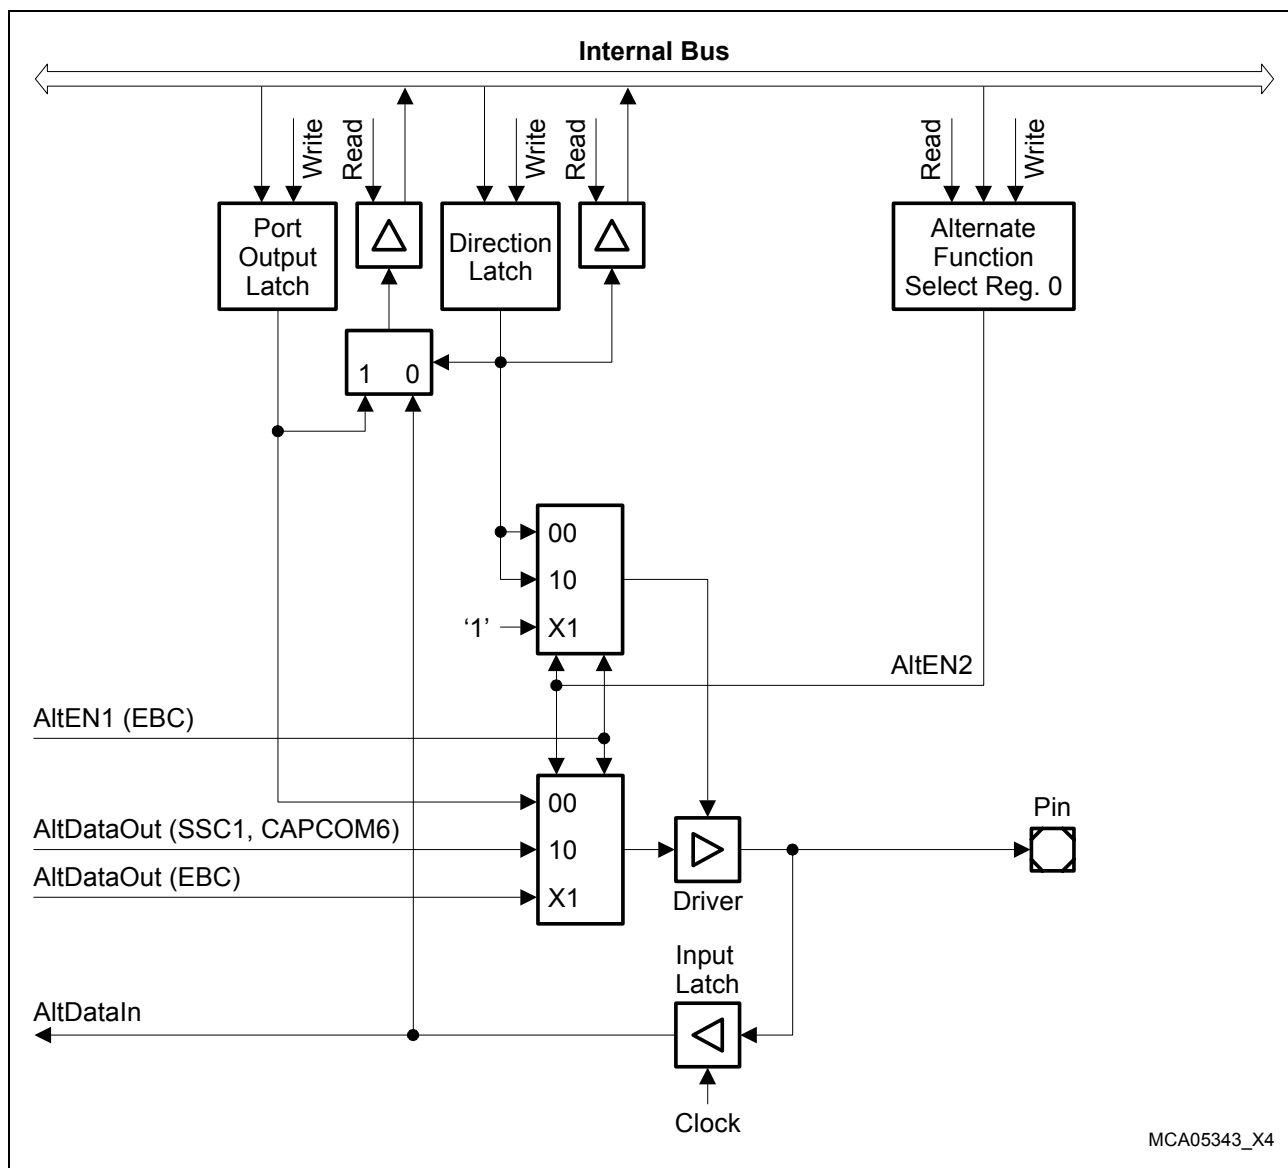 Internal Bus
Write
Read
Write
Read
Read
Write
Port
Output
Latch
Direction
Latch
Alternate
Function
Select Reg. 0
1 0
00
10
‘1’
X1
AltEN2
AltEN1 (EBC)
00
AltDataOut (SSC1, CAPCOM6)
10
AltDataOut (EBC)
X1
Driver
Pin
Input
Latch
AltDataIn
Clock
MCA05343_X4